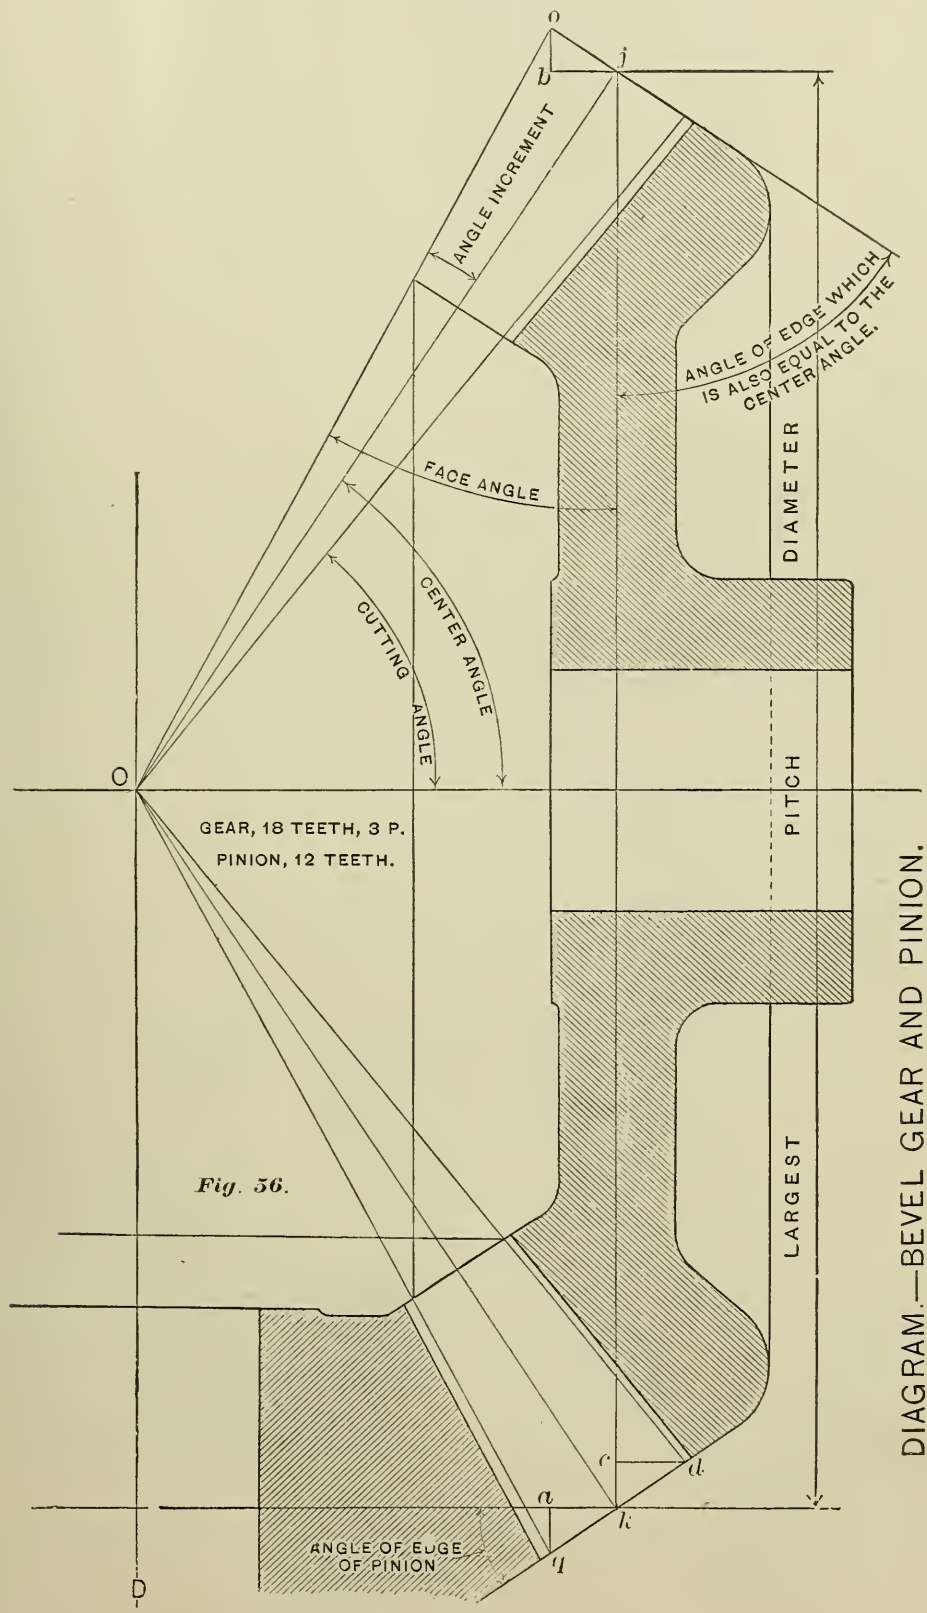 o
b j
ANGLE INCREMENT
ANGLE OF EDGE WHICH
IS ALSO EQUAL TO THE
CENTER ANGLE.
FACE ANGLE
CENTER ANGLE
CUTTING ANGLE
O
GEAR, 18 TEETH, 3 P.
PINION, 12 TEETH.
LARGEST PITCH DIAMETER
Fig. 56.
c d
a k
q
ANGLE OF EDGE
OF PINION
D
DIAGRAM.—BEVEL GEAR AND PINION.